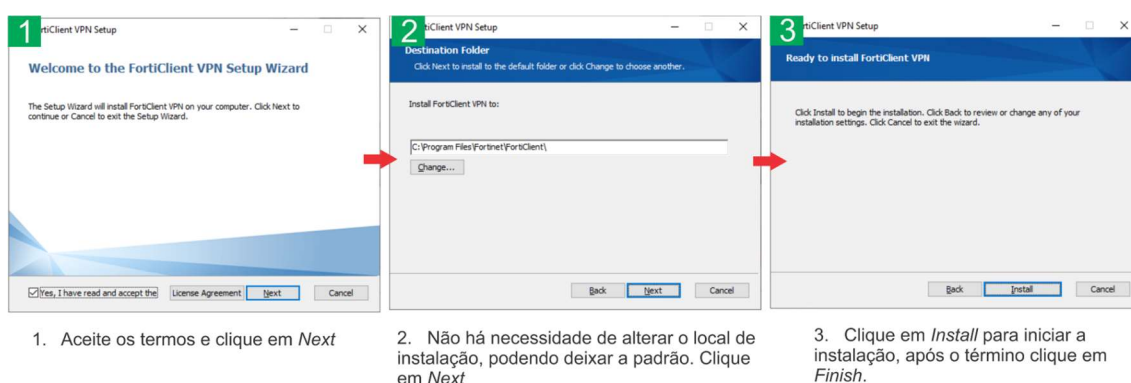 1
rtiClient VPN Setup
Welcome to the FortiClient VPN Setup Wizard
The Setup Wizard will install FortiClient VPN on your computer. Click Next to
continue or Cancel to exit the Setup Wizard.
Yes, I have read and accept the
License Agreement
Next
Cancel
1. Aceite os termos e clique em Next
2
tiClient VPN Setup
Destination Folder
Click Next to install to the default folder or click Change to choose another.
Install FortiClient VPN to:
C:\Program Files\Fortinet\FortiClient\
Change...
Back
Next
Cancel
2. Não há necessidade de alterar o local de
instalação, podendo deixar a padrão. Clique
em Next
3
rtiClient VPN Setup
Ready to install FortiClient VPN
Click Install to begin the installation. Click Back to review or change any of your
installation settings. Click Cancel to exit the wizard.
Back
Install
Cancel
3. Clique em Install para iniciar a
instalação, após o término clique em
Finish.